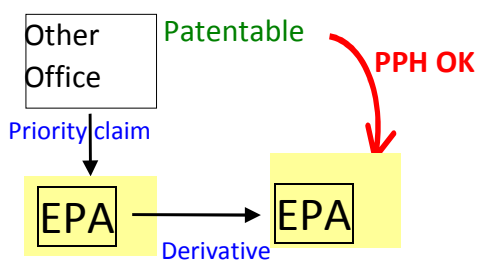 Other
Office
Patentable
PPH OK
Priority claim
EPA
EPA
Derivative